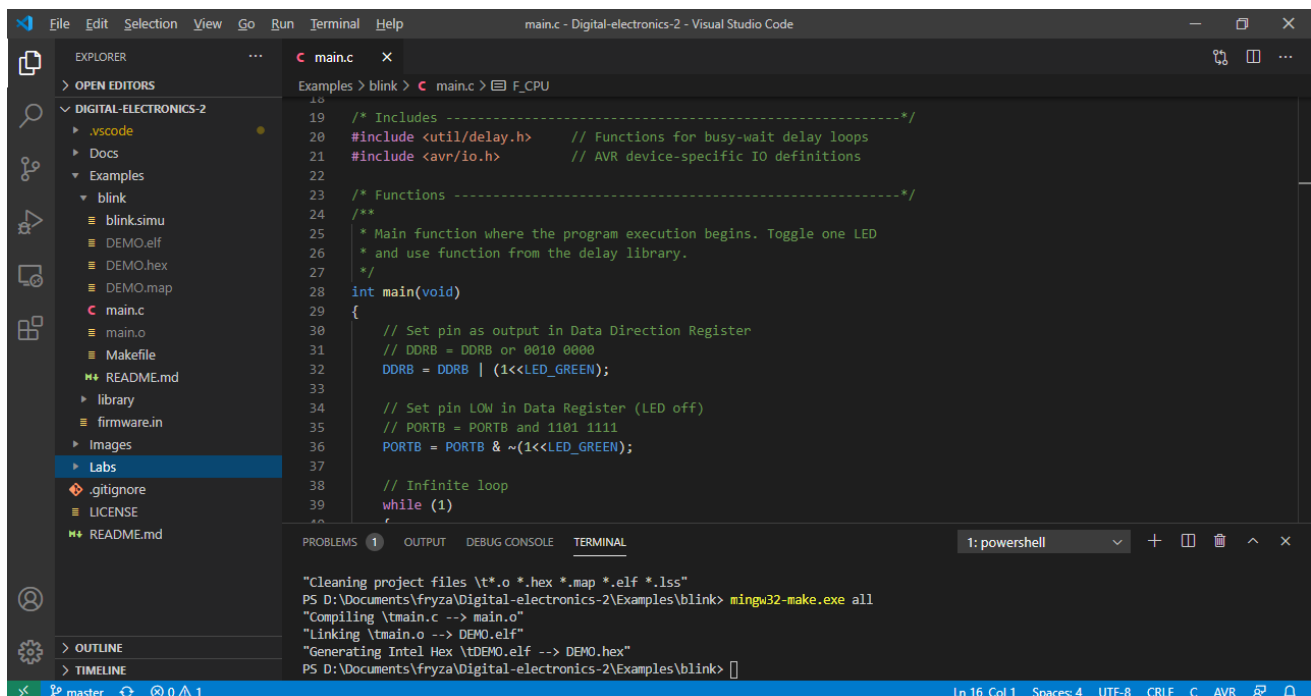 File Edit Selection View Go Run Terminal Help main.c - Digital-electronics-2 - Visual Studio Code
EXPLORER
OPEN EDITORS
DIGITAL-ELECTRONICS-2
.vscode
Docs
Examples
blink
blink.simu
DEMO.elf
DEMO.hex
DEMO.map
C main.c
main.o
Makefile
README.md
library
firmware.in
Images
Labs
.gitignore
LICENSE
README.md
OUTLINE
TIMELINE
C main.c
Examples > blink > C main.c > F_CPU
18
19 /* Includes ----------------------------------------------------------*/
20 #include <util/delay.h>     // Functions for busy-wait delay loops
21 #include <avr/io.h>         // AVR device-specific IO definitions
22
23 /* Functions ---------------------------------------------------------*/
24 /**
25  * Main function where the program execution begins. Toggle one LED
26  * and use function from the delay library.
27  */
28 int main(void)
29 {
30     // Set pin as output in Data Direction Register
31     // DDRB = DDRB or 0010 0000
32     DDRB = DDRB | (1<<LED_GREEN);
33
34     // Set pin LOW in Data Register (LED off)
35     // PORTB = PORTB and 1101 1111
36     PORTB = PORTB & ~(1<<LED_GREEN);
37
38     // Infinite loop
39     while (1)
40     {
PROBLEMS 1 OUTPUT DEBUG CONSOLE TERMINAL 1: powershell
"Cleaning project files \t*.o *.hex *.map *.elf *.lss"
PS D:\Documents\fryza\Digital-electronics-2\Examples\blink> mingw32-make.exe all
"Compiling \tmain.c --> main.o"
"Linking \tmain.o --> DEMO.elf"
"Generating Intel Hex \tDEMO.elf --> DEMO.hex"
PS D:\Documents\fryza\Digital-electronics-2\Examples\blink>
master 0 1 Ln 16, Col 1 Spaces: 4 UTF-8 CRLF C AVR